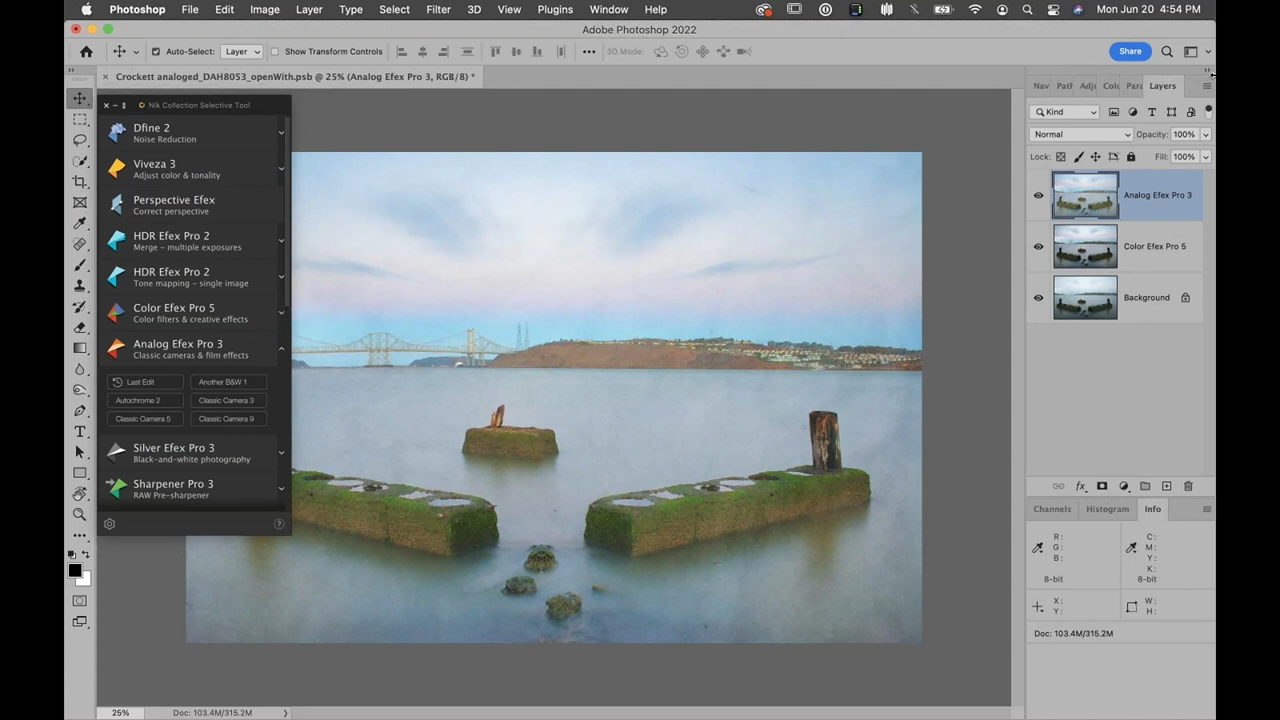 Photoshop File Edit Image Layer Type Select Filter 3D View Plugins Window Help Mon Jun 20 4:54 PM
Adobe Photoshop 2022
Auto-Select: Layer Show Transform Controls ••• 3D Mode: Share
× Crockett analoged_DAH8053_openWith.psb @ 25% (Analog Efex Pro 3, RGB/8) *
Nik Collection Selective Tool
Dfine 2
Noise Reduction
Viveza 3
Adjust color & tonality
Perspective Efex
Correct perspective
HDR Efex Pro 2
Merge - multiple exposures
HDR Efex Pro 2
Tone mapping - single image
Color Efex Pro 5
Color filters & creative effects
Analog Efex Pro 3
Classic cameras & film effects
Last Edit Another B&W 1
Autochrome 2 Classic Camera 3
Classic Camera 5 Classic Camera 9
Silver Efex Pro 3
Black-and-white photography
Sharpener Pro 3
RAW Pre-sharpener
Nav Path Adju Colo Para Layers
Kind
Normal Opacity: 100%
Lock: Fill: 100%
Analog Efex Pro 3
Color Efex Pro 5
Background
fx
Channels Histogram Info
R: C:
G: M:
B: Y:
K:
8-bit 8-bit
X: W:
Y: H:
Doc: 103.4M/315.2M
25% Doc: 103.4M/315.2M